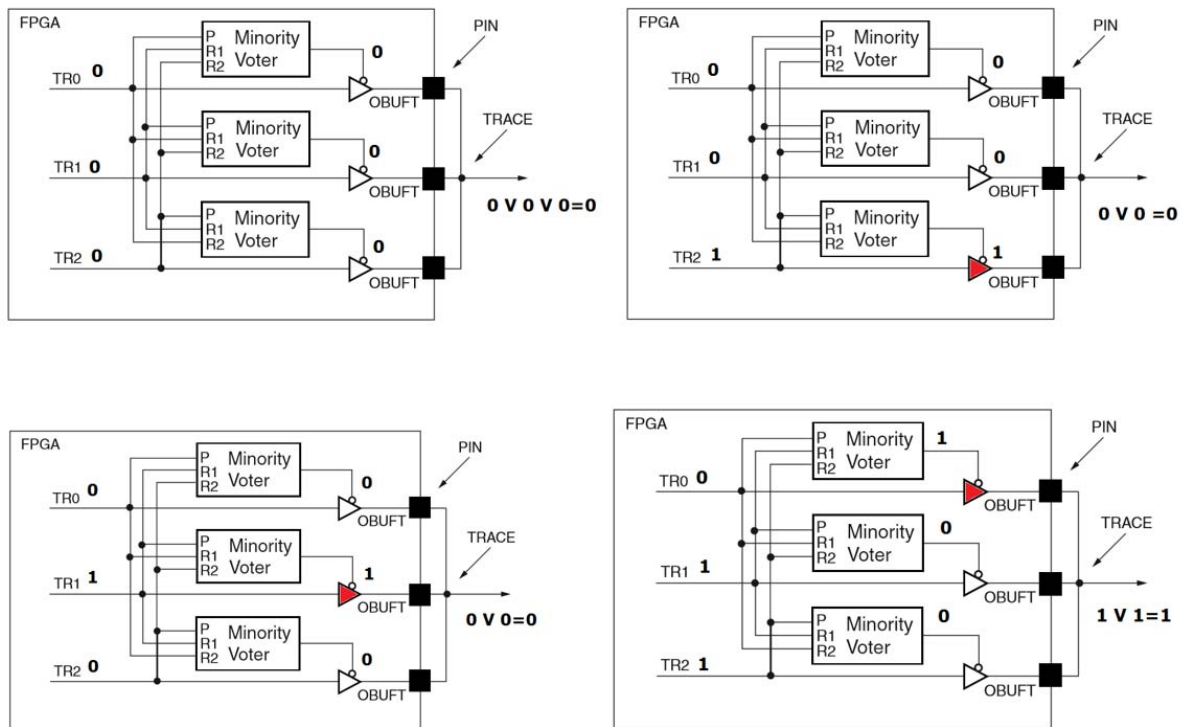 FPGA
PIN
P
R1
R2
Minority
Voter
0
TR0 0
OBUFT
TRACE
P
R1
R2
Minority
Voter
0
TR1 0
OBUFT
0 V 0 V 0=0
P
R1
R2
Minority
Voter
0
TR2 0
OBUFT
FPGA
PIN
P
R1
R2
Minority
Voter
0
TR0 0
OBUFT
TRACE
P
R1
R2
Minority
Voter
0
TR1 0
OBUFT
0 V 0 =0
P
R1
R2
Minority
Voter
1
TR2 1
OBUFT
FPGA
PIN
P
R1
R2
Minority
Voter
0
TR0 0
OBUFT
TRACE
P
R1
R2
Minority
Voter
1
TR1 1
OBUFT
0 V 0=0
P
R1
R2
Minority
Voter
0
TR2 0
OBUFT
FPGA
PIN
P
R1
R2
Minority
Voter
1
TR0 0
OBUFT
TRACE
P
R1
R2
Minority
Voter
0
TR1 1
OBUFT
1 V 1=1
P
R1
R2
Minority
Voter
0
TR2 1
OBUFT